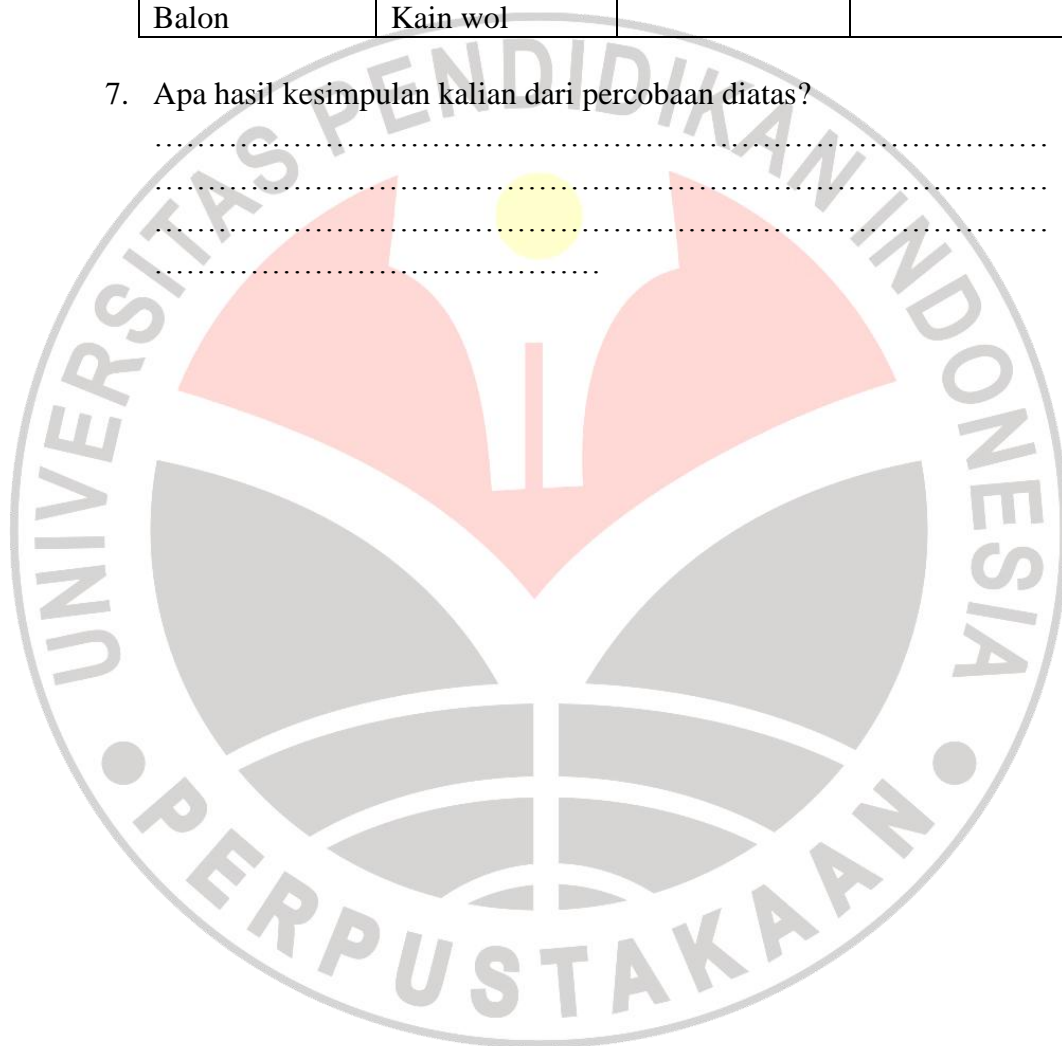 Balon Kain wol
7. Apa hasil kesimpulan kalian dari percobaan diatas?
………………………………………………………………………………
………………………………………………………………………………
………………………………………………………………………………
………………………………………
UNIVERSITAS PENDIDIKAN INDONESIA
PERPUSTAKAAN